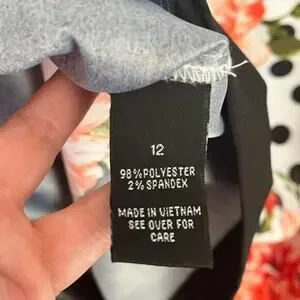 12
98% POLYESTER
2% SPANDEX
MADE IN VIETNAM
SEE OVER FOR
CARE